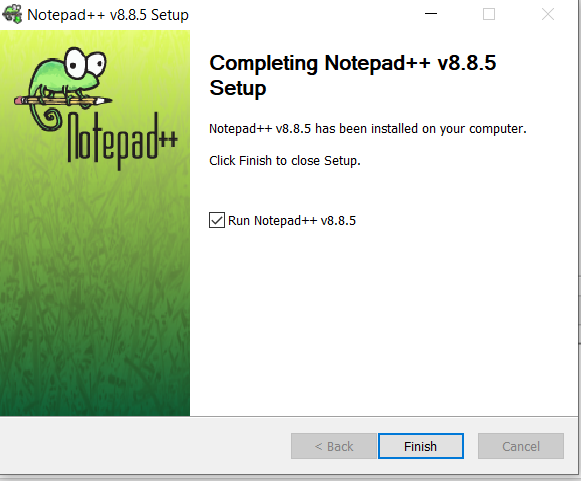 Notepad++ v8.8.5 Setup
Notepad++
Completing Notepad++ v8.8.5
Setup
Notepad++ v8.8.5 has been installed on your computer.
Click Finish to close Setup.
Run Notepad++ v8.8.5
< Back
Finish
Cancel